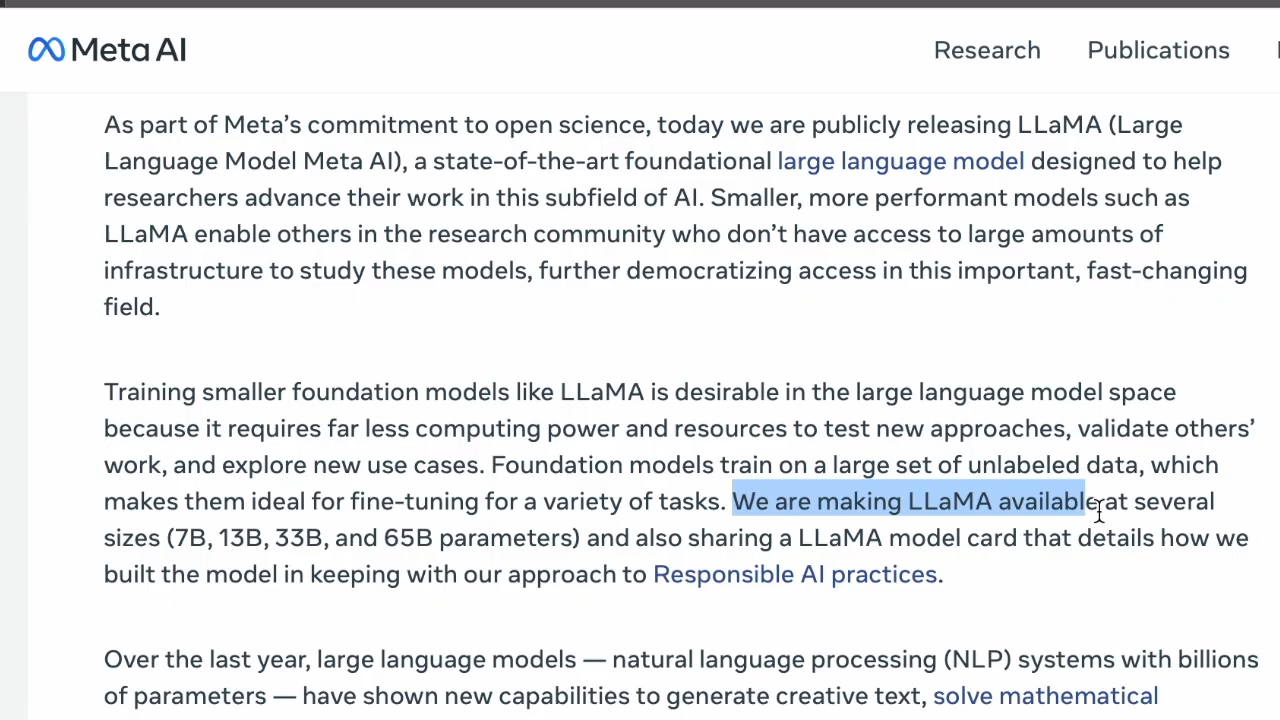 Meta AI
Research
Publications
As part of Meta’s commitment to open science, today we are publicly releasing LLaMA (Large
Language Model Meta AI), a state-of-the-art foundational large language model designed to help
researchers advance their work in this subfield of AI. Smaller, more performant models such as
LLaMA enable others in the research community who don’t have access to large amounts of
infrastructure to study these models, further democratizing access in this important, fast-changing
field.
Training smaller foundation models like LLaMA is desirable in the large language model space
because it requires far less computing power and resources to test new approaches, validate others’
work, and explore new use cases. Foundation models train on a large set of unlabeled data, which
makes them ideal for fine-tuning for a variety of tasks. We are making LLaMA available at several
sizes (7B, 13B, 33B, and 65B parameters) and also sharing a LLaMA model card that details how we
built the model in keeping with our approach to Responsible AI practices.
Over the last year, large language models — natural language processing (NLP) systems with billions
of parameters — have shown new capabilities to generate creative text, solve mathematical